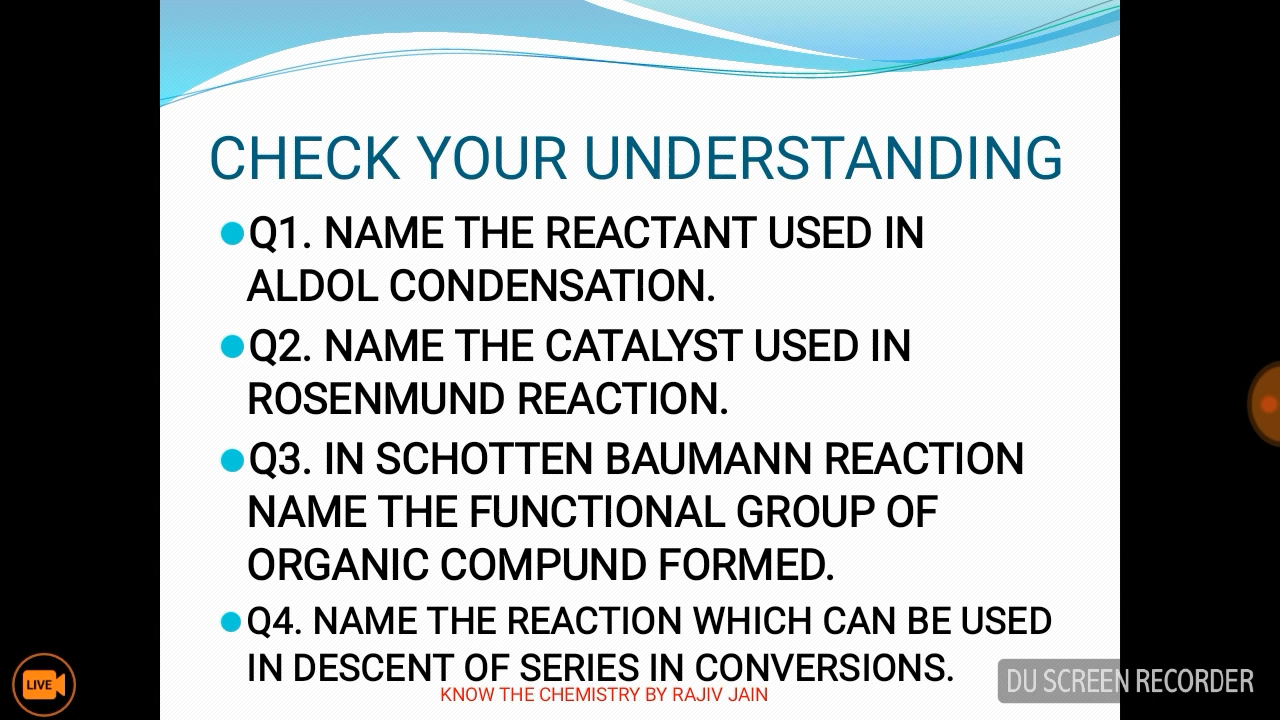 CHECK YOUR UNDERSTANDING
Q1. NAME THE REACTANT USED IN
ALDOL CONDENSATION.
Q2. NAME THE CATALYST USED IN
ROSENMUND REACTION.
Q3. IN SCHOTTEN BAUMANN REACTION
NAME THE FUNCTIONAL GROUP OF
ORGANIC COMPUND FORMED.
Q4. NAME THE REACTION WHICH CAN BE USED
IN DESCENT OF SERIES IN CONVERSIONS.
KNOW THE CHEMISTRY BY RAJIV JAIN
LIVE
DU SCREEN RECORDER